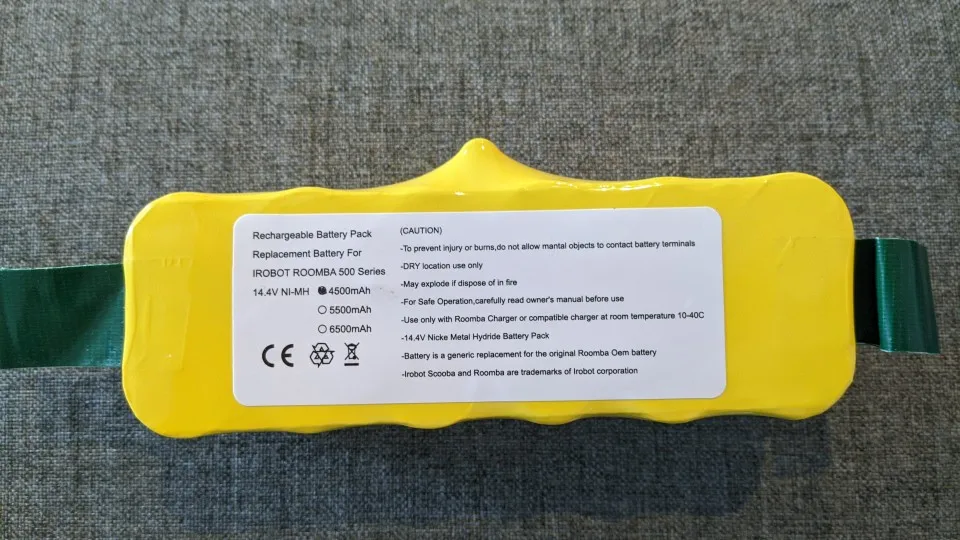 Rechargeable Battery Pack
Replacement Battery For
IROBOT ROOMBA 500 Series
14.4V NI-MH 4500mAh
5500mAh
6500mAh
CE
(CAUTION)
-To prevent injury or burns,do not allow mantal objects to contact battery terminals
-DRY location use only
-May explode if dispose of in fire
-For Safe Operation,carefully read owner's manual before use
-Use only with Roomba Charger or compatible charger at room temperature 10-40C
-14.4V Nicke Metal Hydride Battery Pack
-Battery is a generic replacement for the original Roomba Oem battery
-Irobot Scooba and Roomba are trademarks of Irobot corporation